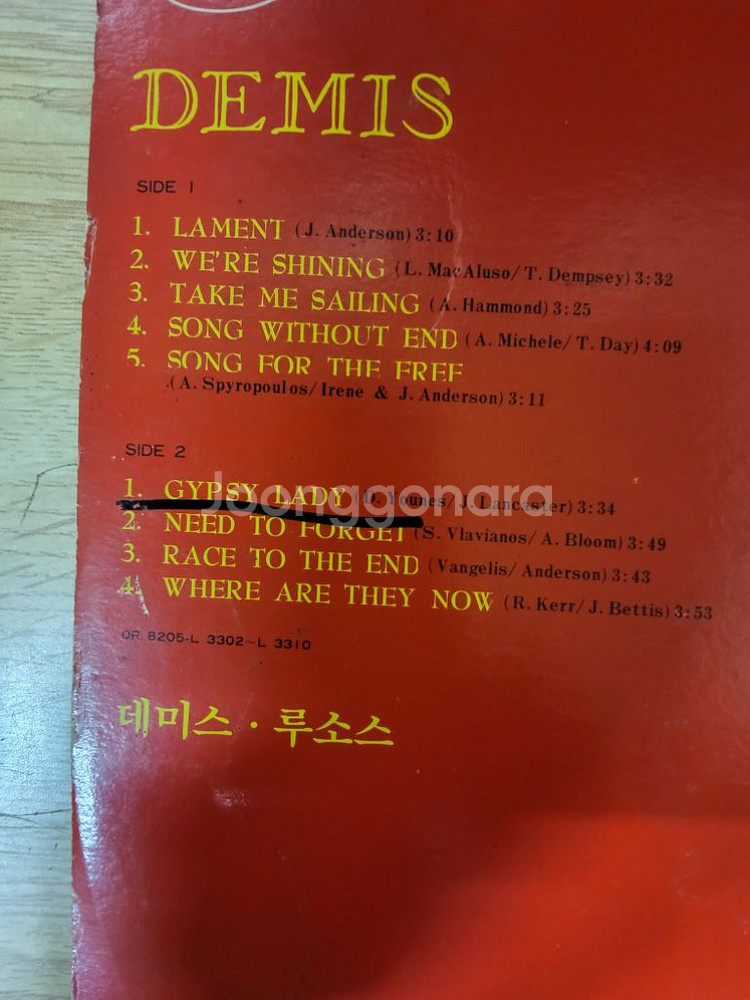 DEMIS
SIDE 1
1. LAMENT (J. Anderson) 3:10
2. WE'RE SHINING (L. MacAluso/T. Dempsey) 3:32
3. TAKE ME SAILING (A. Hammond) 3:25
4. SONG WITHOUT END (A. Michele/T. Day) 4:09
5. SONG FOR THE FREE
(A. Spyropoulos/Irene & J. Anderson) 3:11
SIDE 2
1. GYPSY LADY (D. Younes/J. Lancaster) 3:34
Joonggonara
2. NEED TO FORGET (S. Vlavianos/A. Bloom) 3:49
3. RACE TO THE END (Vangelis/Anderson) 3:43
4. WHERE ARE THEY NOW (R. Kerr/J. Bettis) 3:53
OP. 8205-L 3302~L 3310
데미스·루소스